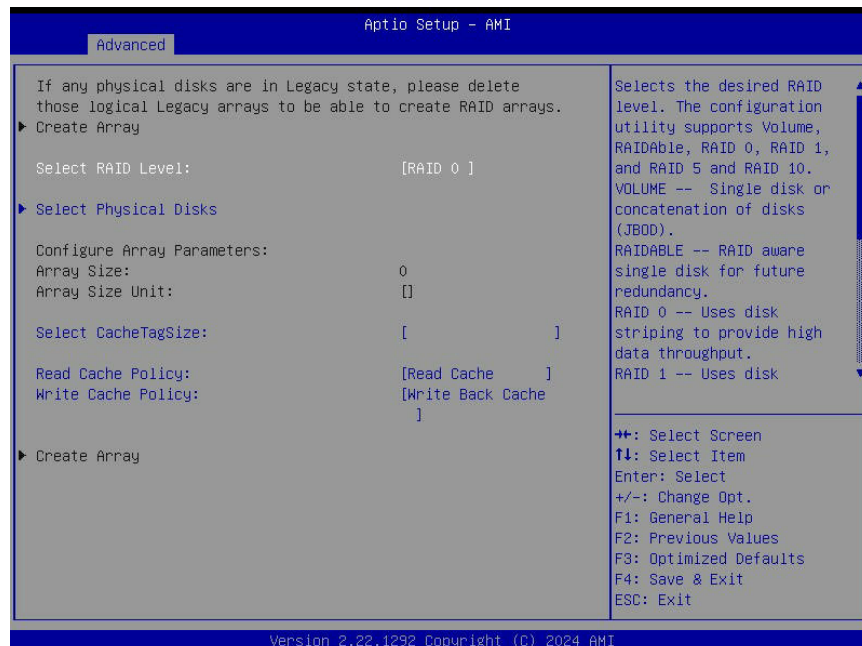 Aptio Setup – AMI
Advanced
If any physical disks are in Legacy state, please delete
those logical Legacy arrays to be able to create RAID arrays.
Create Array
Select RAID Level: [RAID 0 ]
Select Physical Disks
Configure Array Parameters:
Array Size: 0
Array Size Unit: []
Select CacheTagSize: [ ]
Read Cache Policy: [Read Cache ]
Write Cache Policy: [Write Back Cache
]
Create Array
Selects the desired RAID
level. The configuration
utility supports Volume,
RAIDAble, RAID 0, RAID 1,
and RAID 5 and RAID 10.
VOLUME -- Single disk or
concatenation of disks
(JBOD).
RAIDABLE -- RAID aware
single disk for future
redundancy.
RAID 0 -- Uses disk
striping to provide high
data throughput.
RAID 1 -- Uses disk
→←: Select Screen
↑↓: Select Item
Enter: Select
+/-: Change Opt.
F1: General Help
F2: Previous Values
F3: Optimized Defaults
F4: Save & Exit
ESC: Exit
Version 2.22.1292 Copyright (C) 2024 AMI